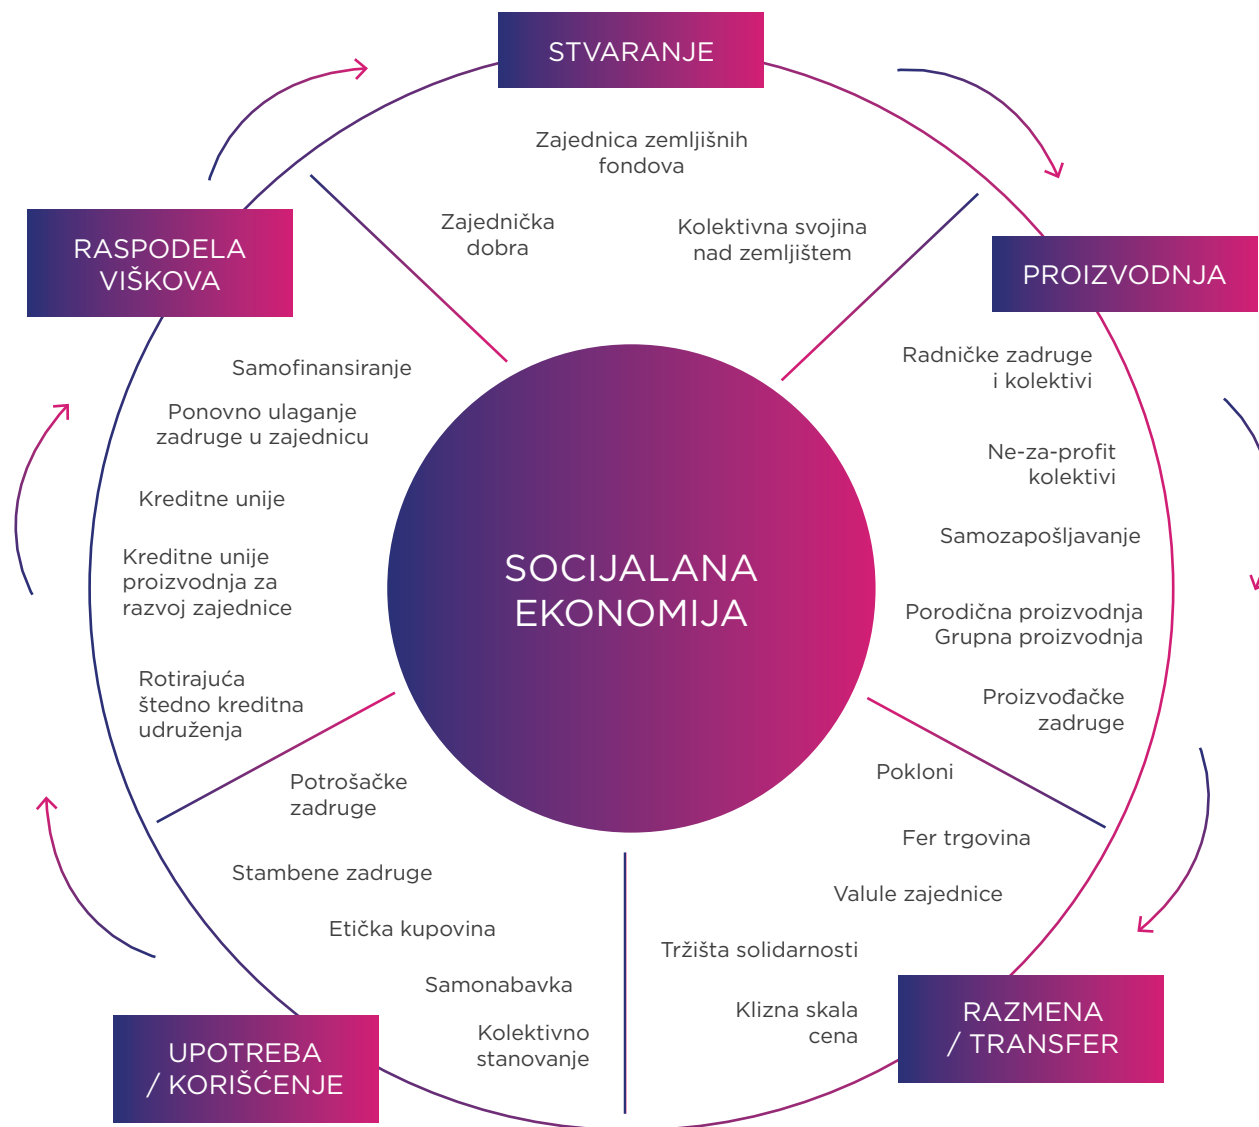 STVARANJE
Zajednica zemljišnih
fondova
Zajednička
dobra
Kolektivna svojina
nad zemljištem
PROIZVODNJA
Radničke zadruge
i kolektivi
Ne-za-profit
kolektivi
Samozapošljavanje
Porodična proizvodnja
Grupna proizvodnja
Proizvođačke
zadruge
RAZMENA
/ TRANSFER
Pokloni
Fer trgovina
Valule zajednice
Tržišta solidarnosti
Klizna skala
cena
UPOTREBA
/ KORIŠĆENJE
Potrošačke
zadruge
Stambene zadruge
Etička kupovina
Samonabavka
Kolektivno
stanovanje
RASPODELA
VIŠKOVA
Samofinansiranje
Ponovno ulaganje
zadruge u zajednicu
Kreditne unije
Kreditne unije
proizvodnja za
razvoj zajednice
Rotirajuća
štedno kreditna
udruženja
SOCIJALANA
EKONOMIJA